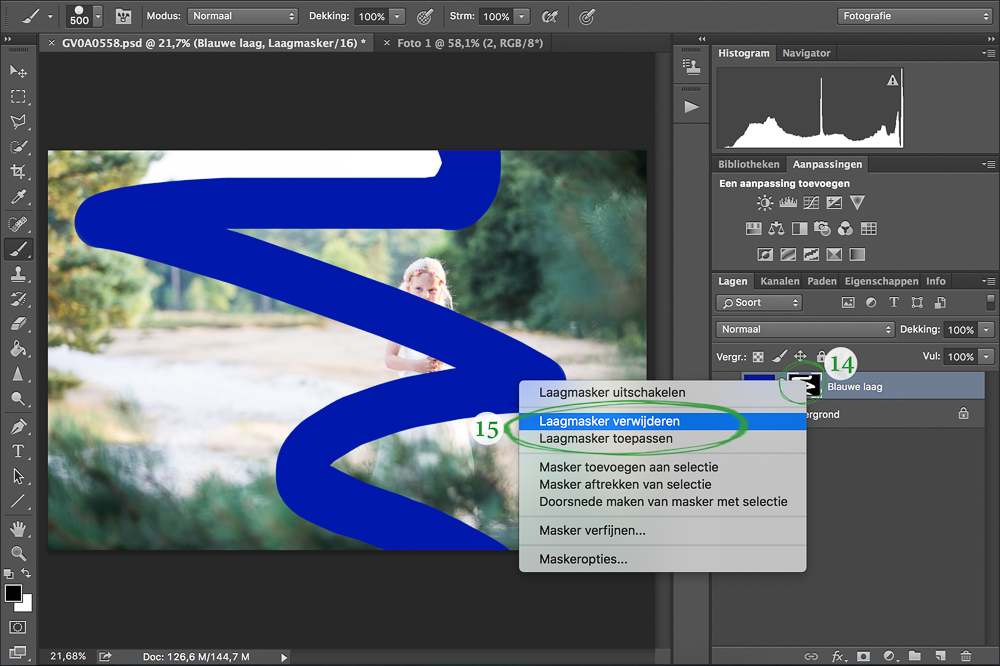 500
Modus:
Normaal
Dekking:
100%
Strm:
100%
Fotografie
× GV0A0558.psd @ 21,7% (Blauwe laag, Laagmasker/16) *
× Foto 1 @ 58,1% (2, RGB/8*)
Histogram
Navigator
Bibliotheken
Aanpassingen
Een aanpassing toevoegen
Lagen
Kanalen
Paden
Eigenschappen
Info
Soort
Normaal
Dekking:
100%
Vergr.:
Vul:
100%
14
Blauwe laag
ergrond
Laagmasker uitschakelen
15
Laagmasker verwijderen
Laagmasker toepassen
Masker toevoegen aan selectie
Masker aftrekken van selectie
Doorsnede maken van masker met selectie
Masker verfijnen...
Maskeropties...
21,68%
Doc: 126,6 M/144,7 M
fx